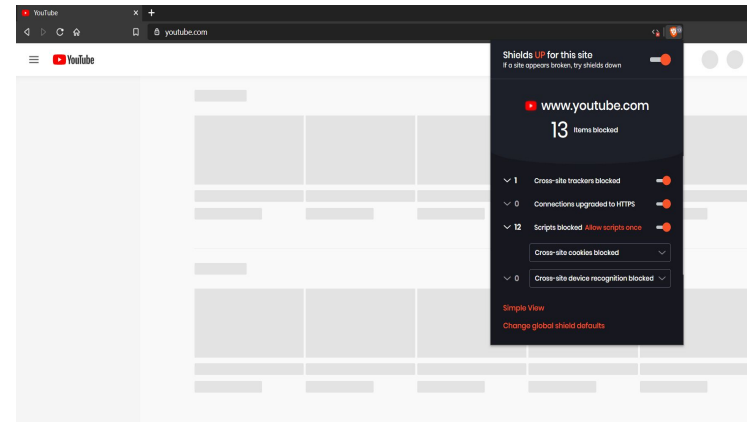 YouTube
youtube.com
YouTube
Shields UP for this site
If a site appears broken, try shields down
www.youtube.com
13 Items blocked
1 Cross-site trackers blocked
0 Connections upgraded to HTTPS
12 Scripts blocked Allow scripts once
Cross-site cookies blocked
0 Cross-site device recognition blocked
Simple View
Change global shield defaults